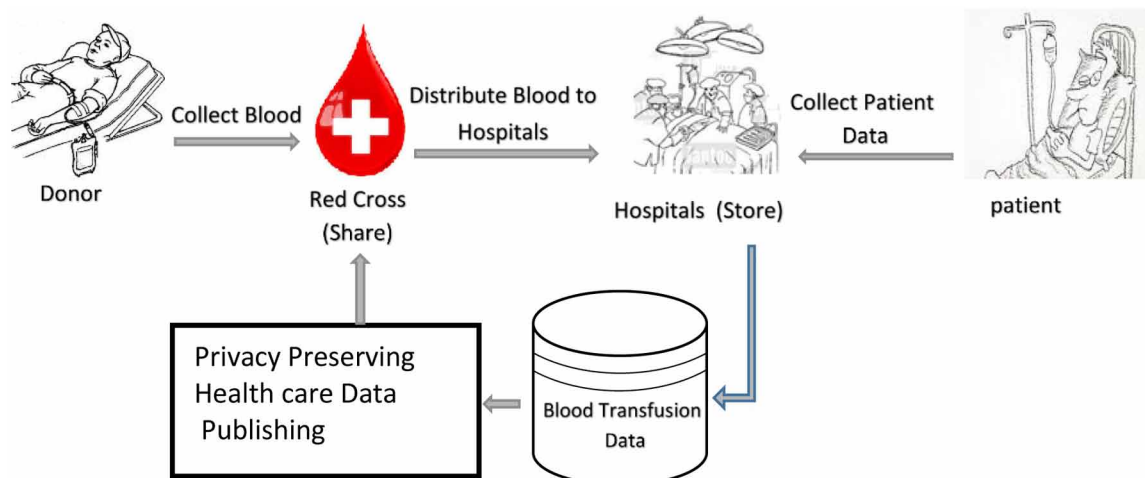 Collect Blood
Donor
Red Cross
(Share)
Distribute Blood to
Hospitals
Hospitals (Store)
Collect Patient
Data
patient
Privacy Preserving
Health care Data
Publishing
Blood Transfusion
Data